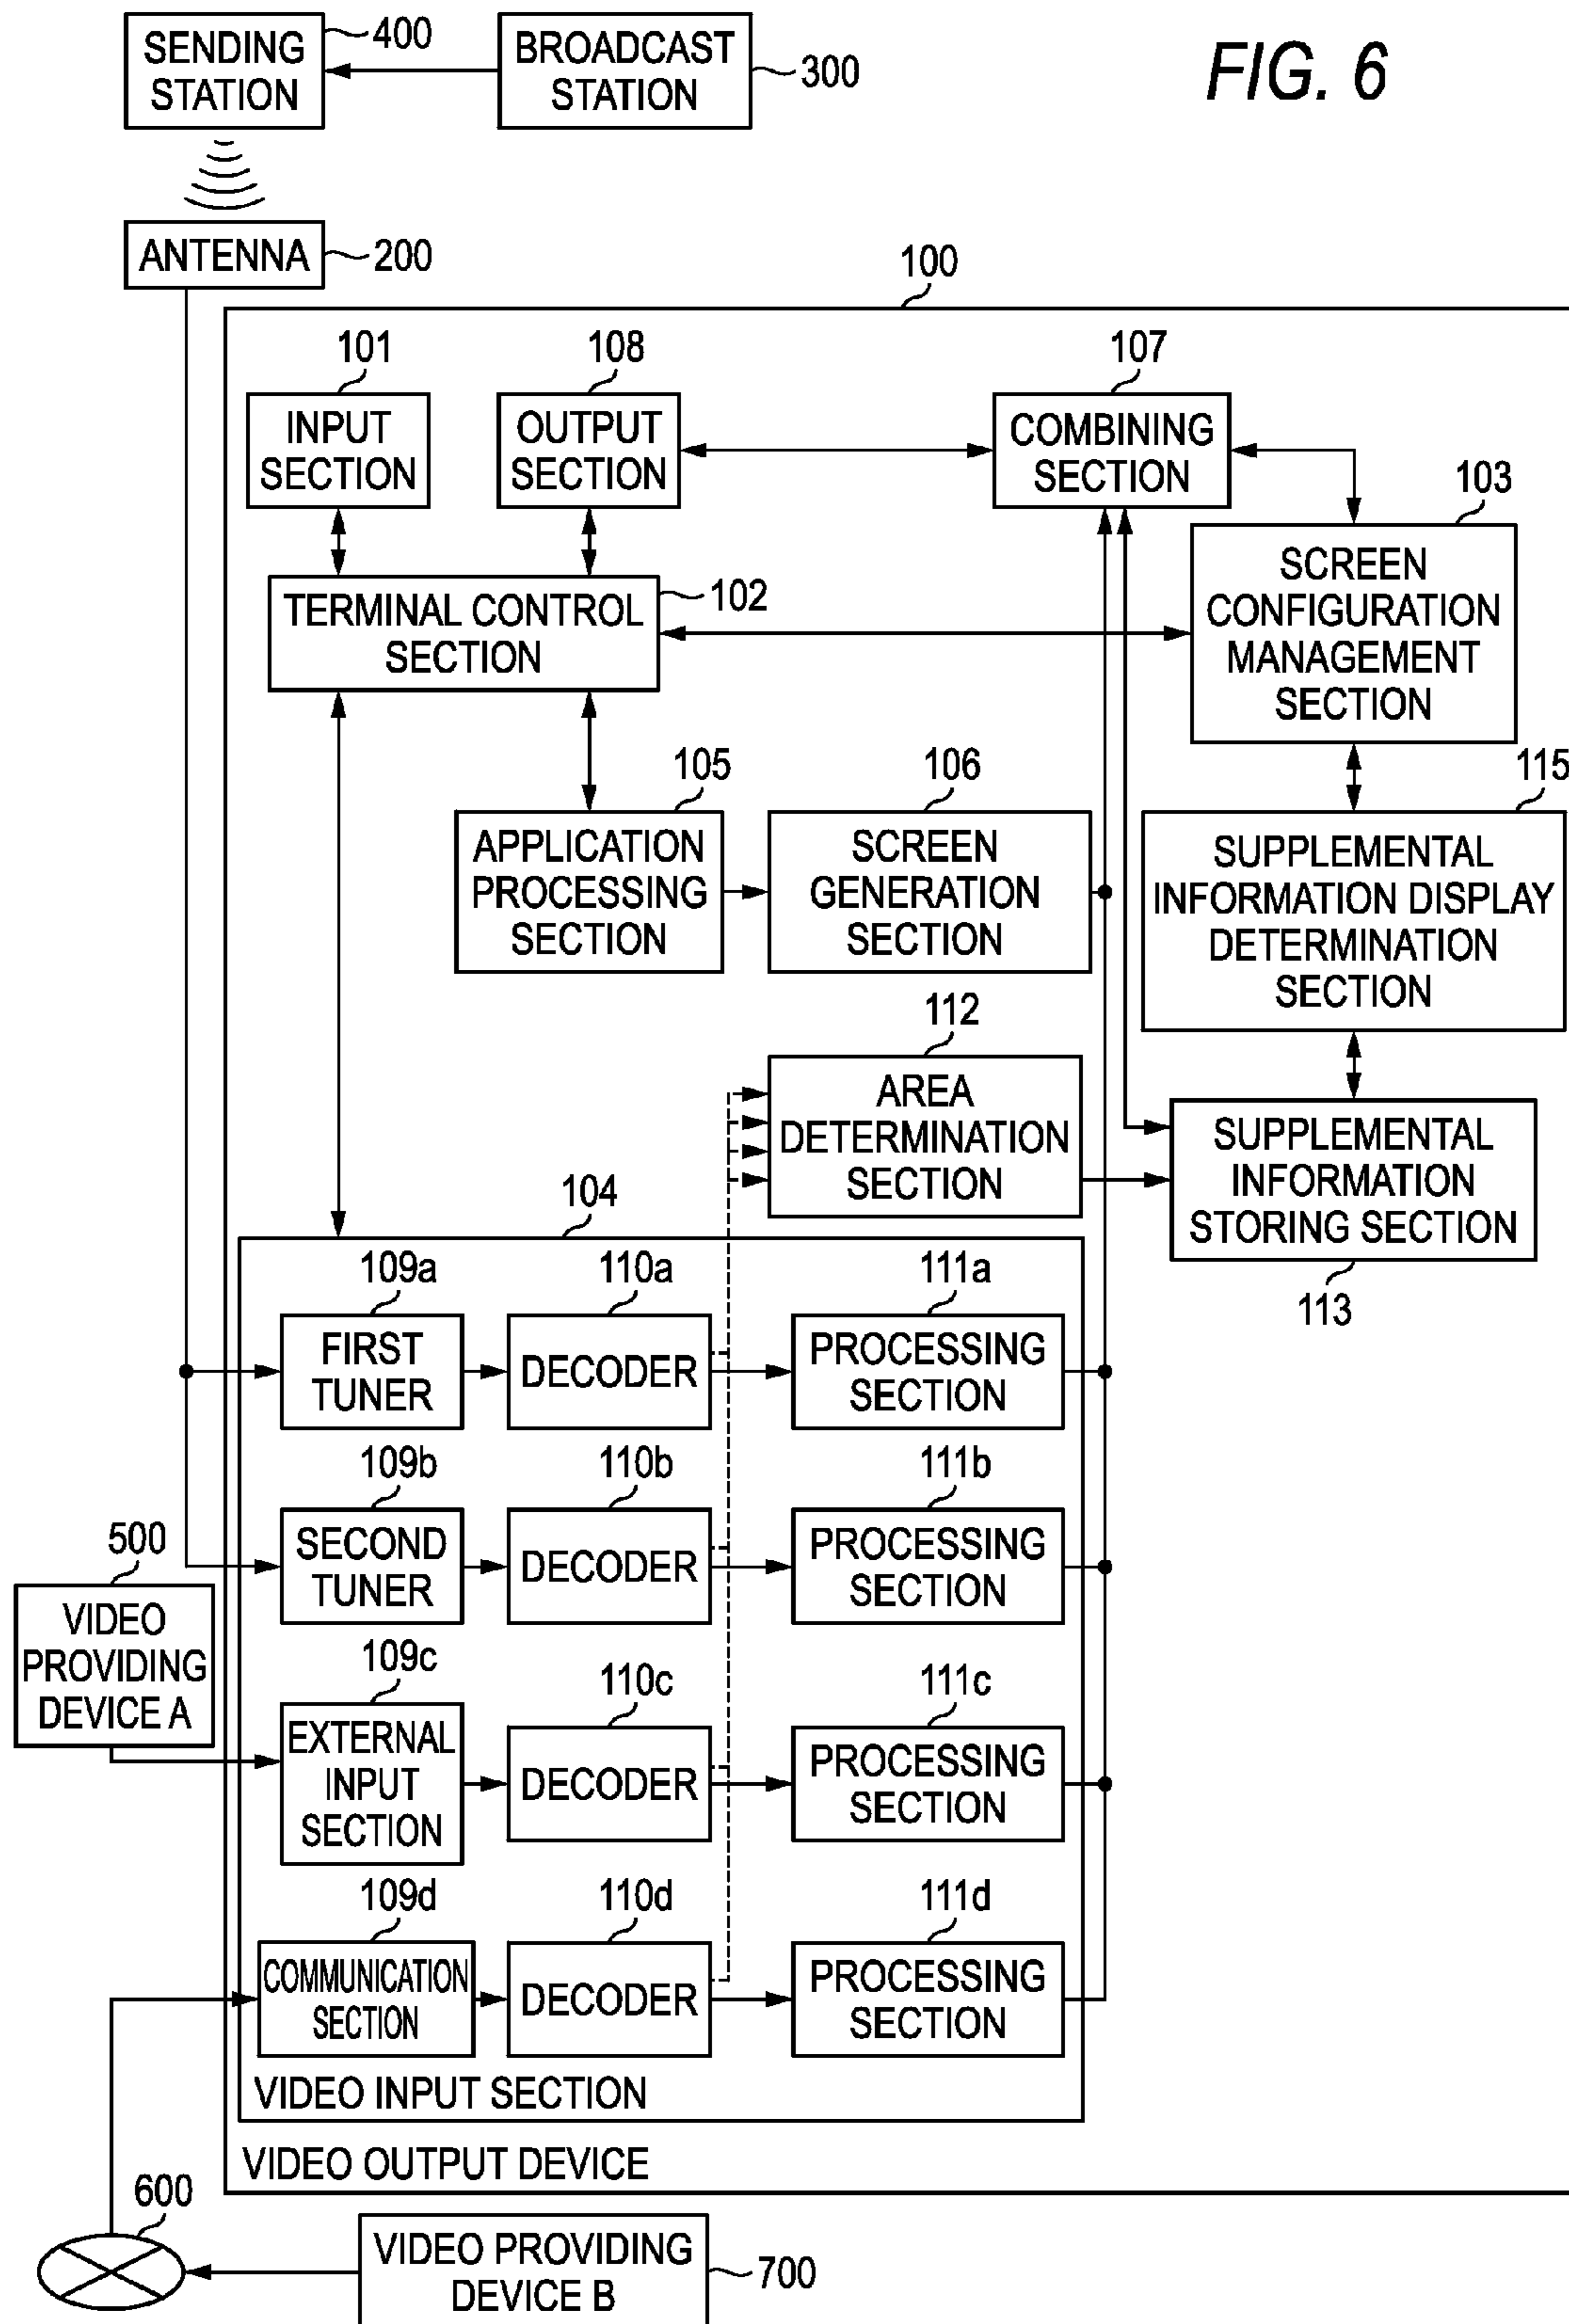 FIG. 6
SENDING
STATION
400
BROADCAST
STATION
300
ANTENNA
200
100
101
INPUT
SECTION
108
OUTPUT
SECTION
107
COMBINING
SECTION
103
SCREEN
CONFIGURATION
MANAGEMENT
SECTION
TERMINAL CONTROL
SECTION
102
105
APPLICATION
PROCESSING
SECTION
106
SCREEN
GENERATION
SECTION
115
SUPPLEMENTAL
INFORMATION DISPLAY
DETERMINATION
SECTION
112
AREA
DETERMINATION
SECTION
SUPPLEMENTAL
INFORMATION
STORING SECTION
113
104
109a
FIRST
TUNER
110a
DECODER
111a
PROCESSING
SECTION
109b
SECOND
TUNER
110b
DECODER
111b
PROCESSING
SECTION
500
VIDEO
PROVIDING
DEVICE A
109c
EXTERNAL
INPUT
SECTION
110c
DECODER
111c
PROCESSING
SECTION
109d
COMMUNICATION
SECTION
110d
DECODER
111d
PROCESSING
SECTION
VIDEO INPUT SECTION
VIDEO OUTPUT DEVICE
600
VIDEO PROVIDING
DEVICE B
700